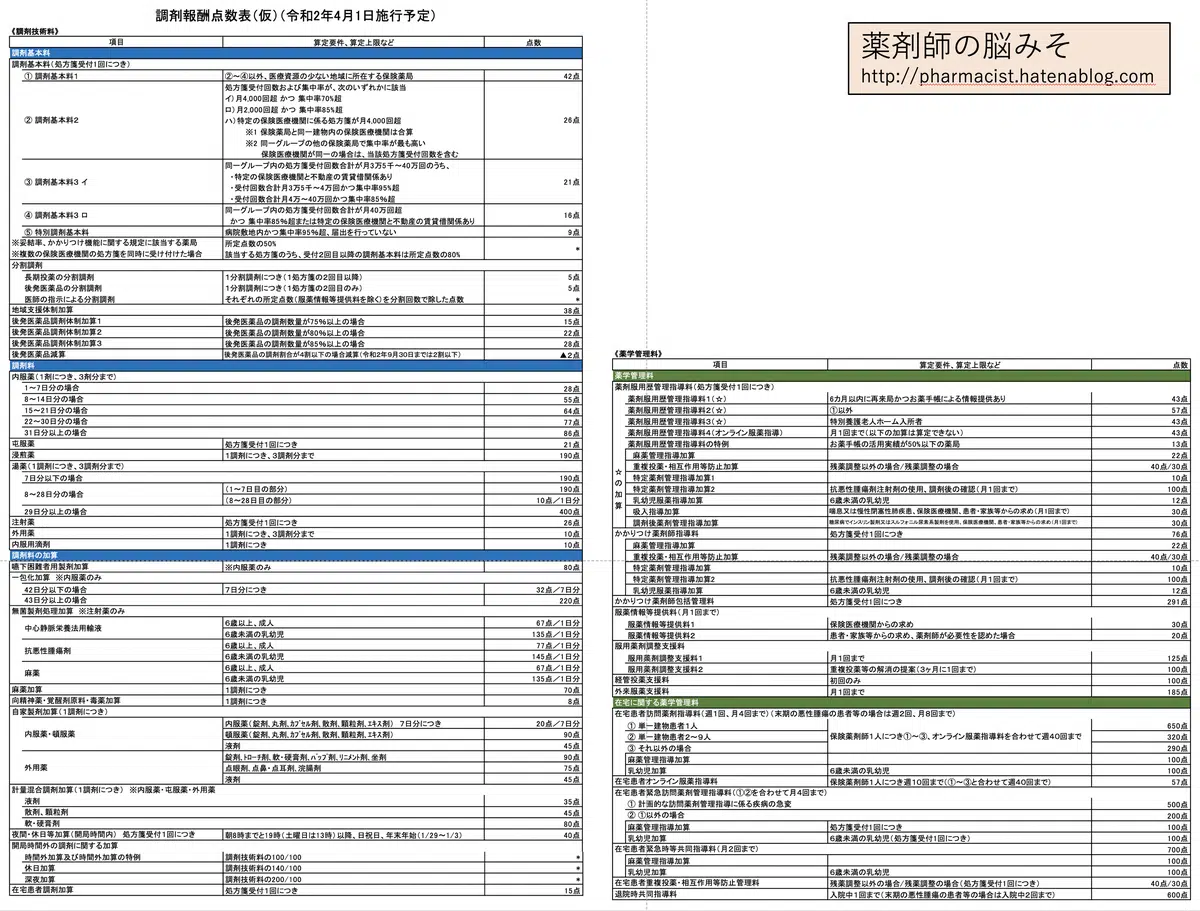 調剤報酬点数表(仮)(令和2年4月1日施行予定)
薬剤師の脳みそ
http://pharmacist.hatenablog.com
《調剤技術料》
項目 算定要件、算定上限など 点数
調剤基本料
調剤基本料(処方箋受付1回につき)
① 調剤基本料1 ②～④以外、医療資源の少ない地域に所在する保険薬局 42点
② 調剤基本料2 26点
処方箋受付回数および集中率が、次のいずれかに該当
イ)月4,000回超 かつ 集中率70%超
ロ)月2,000回超 かつ 集中率85%超
ハ)特定の保険医療機関に係る処方箋が月4,000回超
※1 保険薬局と同一建物内の保険医療機関は合算
※2 同一グループの他の保険薬局で集中率が最も高い
保険医療機関が同一の場合は、当該処方箋受付回数を含む
③ 調剤基本料3 イ 21点
同一グループ内の処方箋受付回数合計が月3万5千～40万回のうち、
・特定の保険医療機関と不動産の賃貸借関係あり
・受付回数合計月3万5千～4万回かつ集中率95%超
・受付回数合計月4万～40万回かつ集中率85%超
④ 調剤基本料3 ロ 16点
同一グループ内の処方箋受付回数合計が月40万回超
かつ 集中率85%超または特定の保険医療機関と不動産の賃貸借関係あり
⑤ 特別調剤基本料 病院敷地内かつ集中率95%超、届出を行っていない 9点
※妥結率、かかりつけ機能に関する規定に該当する薬局 所定点数の50% *
※複数の保険医療機関の処方箋を同時に受け付けた場合 該当する処方箋のうち、受付2回目以降の調剤基本料は所定点数の80%
分割調剤
長期投薬の分割調剤 1分割調剤につき(1処方箋の2回目以降) 5点
後発医薬品の分割調剤 1分割調剤につき(1処方箋の2回目のみ) 5点
医師の指示による分割調剤 それぞれの所定点数(服薬情報等提供料を除く)を分割回数で除した点数 *
地域支援体制加算 38点
後発医薬品調剤体制加算1 後発医薬品の調剤数量が75%以上の場合 15点
後発医薬品調剤体制加算2 後発医薬品の調剤数量が80%以上の場合 22点
後発医薬品調剤体制加算3 後発医薬品の調剤数量が85%以上の場合 28点
後発医薬品減算 後発医薬品の調剤割合が4割以下の場合減算(令和2年9月30日までは2割以下) ▲2点
調剤料
内服薬(1剤につき、3剤分まで)
1～7日分の場合 28点
8～14日分の場合 55点
15～21日分の場合 64点
22～30日分の場合 77点
31日分以上の場合 86点
屯服薬 処方箋受付1回につき 21点
浸煎薬 1調剤につき、3調剤分まで 190点
湯薬(1調剤につき、3調剤分まで)
7日分以下の場合 190点
8～28日分の場合 (1～7日目の部分) 190点
(8～28日目の部分) 10点/1日分
29日分以上の場合 400点
注射薬 処方箋受付1回につき 26点
外用薬 1調剤につき、3調剤分まで 10点
内服用滴剤 1調剤につき 10点
調剤料の加算
嚥下困難者用製剤加算 ※内服薬のみ 80点
一包化加算 ※内服薬のみ
42日分以下の場合 7日分につき 32点/7日分
43日分以上の場合 220点
無菌製剤処理加算 ※注射薬のみ
中心静脈栄養法用輸液 6歳以上、成人 67点/1日分
6歳未満の乳幼児 135点/1日分
抗悪性腫瘍剤 6歳以上、成人 77点/1日分
6歳未満の乳幼児 145点/1日分
麻薬 6歳以上、成人 67点/1日分
6歳未満の乳幼児 135点/1日分
麻薬加算 1調剤につき 70点
向精神薬・覚醒剤原料・毒薬加算 1調剤につき 8点
自家製剤加算(1調剤につき)
内服薬・頓服薬 内服薬(錠剤、丸剤、カプセル剤、散剤、顆粒剤、エキス剤) 7日分につき 20点/7日分
頓服薬(錠剤、丸剤、カプセル剤、散剤、顆粒剤、エキス剤) 90点
液剤 45点
外用薬 錠剤、トローチ剤、軟・硬膏剤、パップ剤、リニメント剤、坐剤 90点
点眼剤、点鼻・点耳剤、浣腸剤 75点
液剤 45点
計量混合調剤加算(1調剤につき) ※内服薬・屯服薬・外用薬
液剤 35点
散剤、顆粒剤 45点
軟・硬膏剤 80点
夜間・休日等加算(開局時間内) 処方箋受付1回につき 朝8時までと19時(土曜日は13時)以降、日祝日、年末年始(1/29～1/3) 40点
開局時間外の調剤に関する加算
時間外加算及び時間外加算の特例 調剤技術料の100/100 *
休日加算 調剤技術料の140/100 *
深夜加算 調剤技術料の200/100 *
在宅患者調剤加算 処方箋受付1回につき 15点
《薬学管理料》
項目 算定要件、算定上限など 点数
薬学管理料
薬剤服用歴管理指導料(処方箋受付1回につき)
薬剤服用歴管理指導料1(☆) 6カ月以内に再来局かつお薬手帳による情報提供あり 43点
薬剤服用歴管理指導料2(☆) ①以外 57点
薬剤服用歴管理指導料3(☆) 特別養護老人ホーム入所者 43点
薬剤服用歴管理指導料4(オンライン服薬指導) 月1回まで(以下の加算は算定できない) 43点
薬剤服用歴管理指導料の特例 お薬手帳の活用実績が50%以下の薬局 13点
☆の加算
麻薬管理指導加算 22点
重複投薬・相互作用等防止加算 残薬調整以外の場合/残薬調整の場合 40点/30点
特定薬剤管理指導加算1 10点
特定薬剤管理指導加算2 抗悪性腫瘍剤注射剤の使用、調剤後の確認(月1回まで) 100点
乳幼児服薬指導加算 6歳未満の乳幼児 12点
吸入指導加算 喘息又は慢性閉塞性肺疾患、保険医療機関、患者・家族等からの求め(月1回まで) 30点
調剤後薬剤管理指導加算 糖尿病でインスリン製剤又はスルフォニル尿素系製剤を使用、保険医療機関、患者・家族等からの求め(月1回まで) 30点
かかりつけ薬剤師指導料 処方箋受付1回につき 76点
麻薬管理指導加算 22点
重複投薬・相互作用等防止加算 残薬調整以外の場合/残薬調整の場合 40点/30点
特定薬剤管理指導加算 10点
特定薬剤管理指導加算2 抗悪性腫瘍剤注射剤の使用、調剤後の確認(月1回まで) 100点
乳幼児服薬指導加算 6歳未満の乳幼児 12点
かかりつけ薬剤師包括管理料 処方箋受付1回につき 291点
服薬情報等提供料(月1回まで)
服薬情報等提供料1 保険医療機関からの求め 30点
服薬情報等提供料2 患者・家族等からの求め、薬剤師が必要性を認めた場合 20点
服用薬剤調整支援料
服用薬剤調整支援料1 月1回まで 125点
服用薬剤調整支援料2 重複投薬等の解消の提案(3ヶ月に1回まで) 100点
経管投薬支援料 初回のみ 100点
外来服薬支援料 月1回まで 185点
在宅に関する薬学管理料
在宅患者訪問薬剤指導料(週1回、月4回まで)(末期の悪性腫瘍の患者等の場合は週2回、月8回まで)
① 単一建物患者1人 650点
② 単一建物患者2～9人 保険薬剤師1人につき①～③、オンライン服薬指導料を合わせて週40回まで 320点
③ それ以外の場合 290点
麻薬管理指導加算 100点
乳幼児加算 6歳未満の乳幼児 100点
在宅患者オンライン服薬指導料 保険薬剤師1人につき週10回まで(①～③と合わせて週40回まで) 57点
在宅患者緊急訪問薬剤管理指導料(①②を合わせて月4回まで)
① 計画的な訪問薬剤管理指導に係る疾病の急変 500点
② ①以外の場合 200点
麻薬管理指導加算 処方箋受付1回につき 100点
乳幼児加算 6歳未満の乳幼児(処方箋受付1回につき) 100点
在宅患者緊急時等共同指導料(月2回まで) 700点
麻薬管理指導加算 100点
乳幼児加算 6歳未満の乳幼児 100点
在宅患者重複投薬・相互作用等防止管理料 残薬調整以外の場合/残薬調整の場合(処方箋受付1回につき) 40点/30点
退院時共同指導料 入院中1回まで(末期の悪性腫瘍の患者等の場合は入院中2回まで) 600点